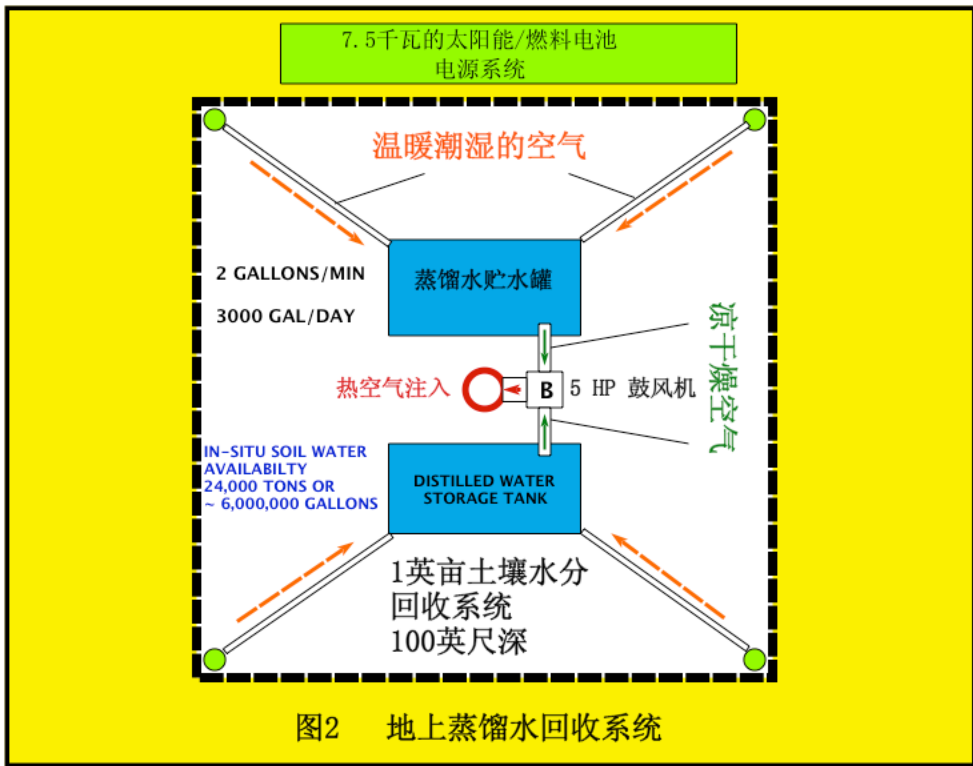 7.5千瓦的太阳能/燃料电池
电源系统
温暖潮湿的空气
2 GALLONS/MIN
3000 GAL/DAY
蒸馏水贮水罐
凉干燥空气
热空气注入
B
5 HP 鼓风机
IN-SITU SOIL WATER
AVAILABILTY
24,000 TONS OR
~ 6,000,000 GALLONS
DISTILLED WATER
STORAGE TANK
1英亩土壤水分
回收系统
100英尺深
图2 地上蒸馏水回收系统